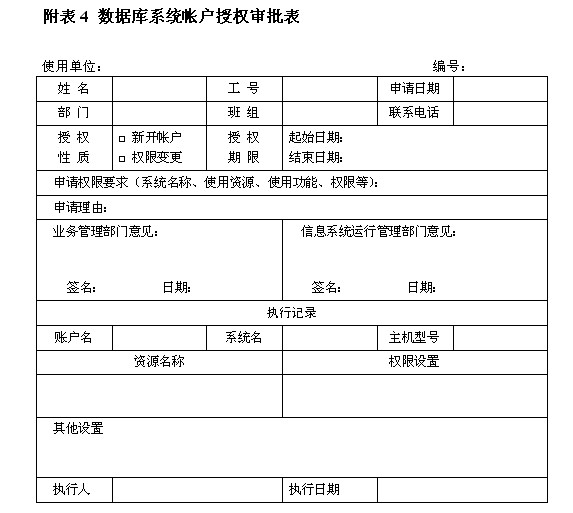 附表 4 数据库系统帐户授权审批表
使用单位： 编号：
姓 名 工 号 申请日期
部 门 班 组 联系电话
授 权 □ 新开帐户 授 权 起始日期：
性 质 □ 权限变更 期 限 结束日期：
申请权限要求（系统名称、使用资源、使用功能、权限等）：
申请理由：
业务管理部门意见： 信息系统运行管理部门意见：
签名： 日期： 签名： 日期：
执行记录
账户名 系统名 主机型号
资源名称 权限设置
其他设置
执行人 执行日期